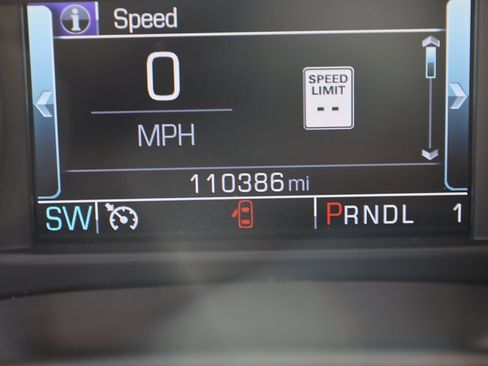 i Speed
0
MPH
SPEED
LIMIT
--
110386 mi
SW PRNDL 1